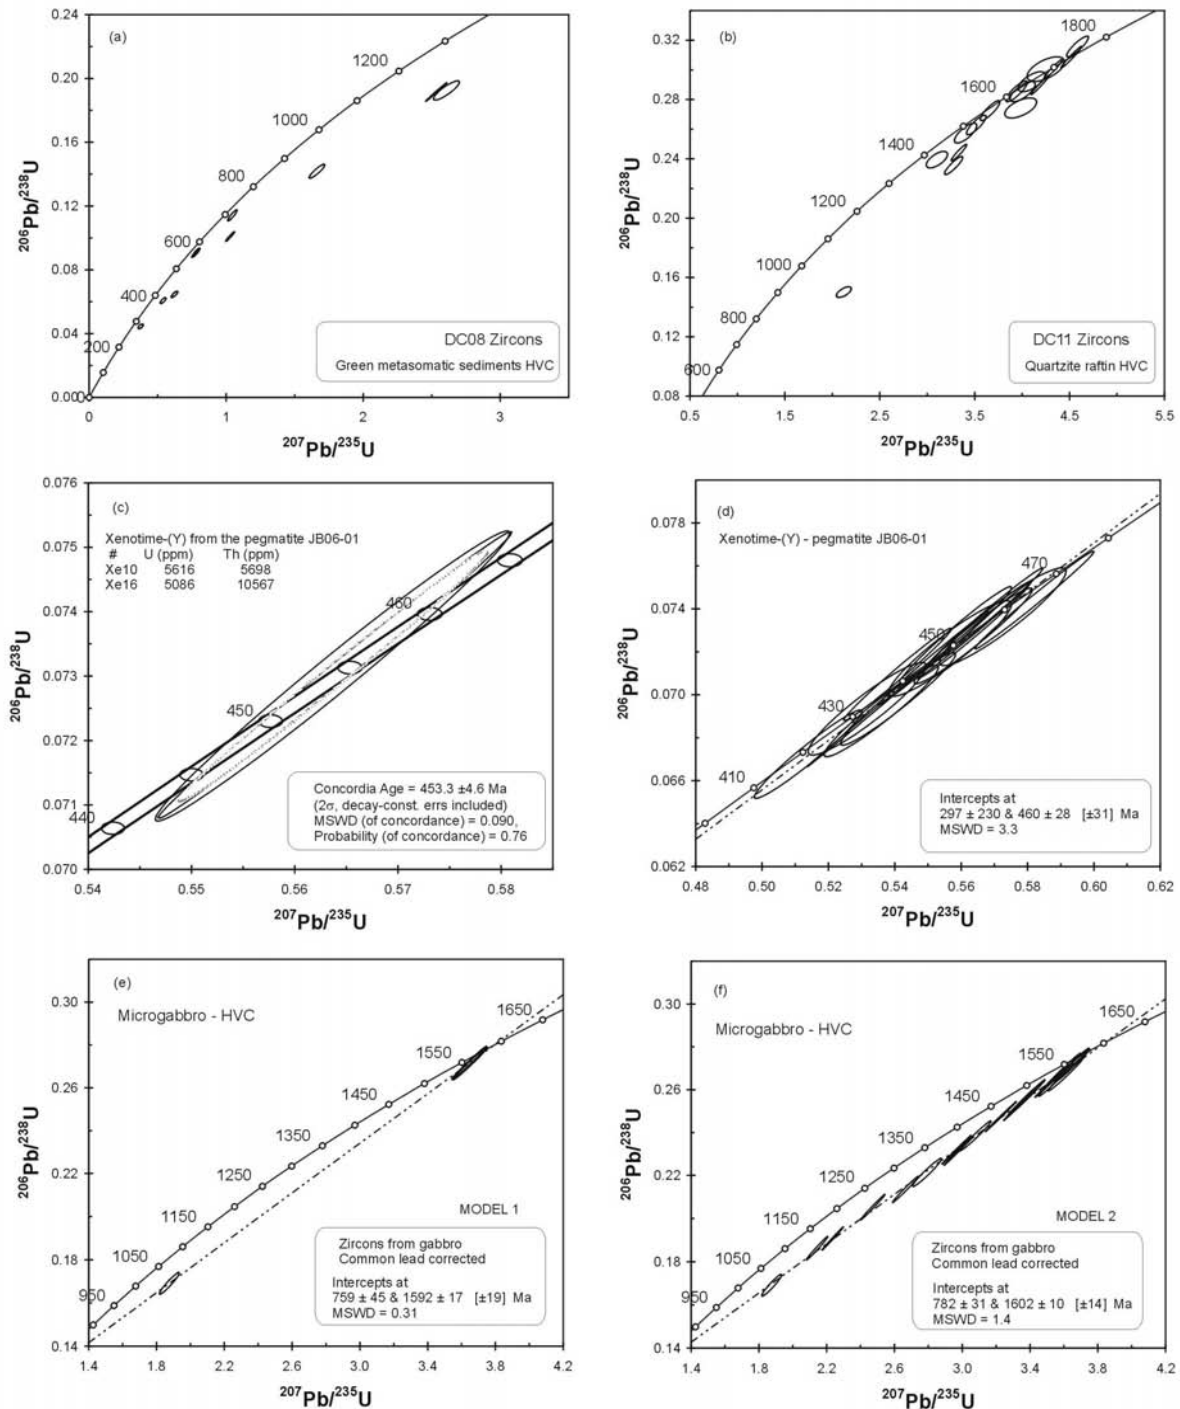 (a)
0.24
0.20
0.16
0.12
0.08
0.04
0.00
0
1
2
3
200
400
600
800
1000
1200
DC08 Zircons
Green metasomatic sediments HVC
206Pb/238U
207Pb/235U
(b)
0.32
0.28
0.24
0.20
0.16
0.12
0.08
0.5
1.5
2.5
3.5
4.5
5.5
600
800
1000
1200
1400
1600
1800
DC11 Zircons
Quartzite raftin HVC
206Pb/238U
207Pb/235U
(c)
Xenotime-(Y) from the pegmatite JB06-01
# U (ppm) Th (ppm)
Xe10 5616 5698
Xe16 5086 10567
0.076
0.075
0.074
0.073
0.072
0.071
0.070
0.54
0.55
0.56
0.57
0.58
440
450
460
Concordia Age = 453.3 ±4.6 Ma
(2σ, decay-const. errs included)
MSWD (of concordance) = 0.090,
Probability (of concordance) = 0.76
206Pb/238U
207Pb/235U
(d)
Xenotime-(Y) - pegmatite JB06-01
0.078
0.074
0.070
0.066
0.062
0.48
0.50
0.52
0.54
0.56
0.58
0.60
0.62
410
430
450
470
Intercepts at
297 ± 230 & 460 ± 28 [±31] Ma
MSWD = 3.3
206Pb/238U
207Pb/235U
(e)
Microgabbro - HVC
0.30
0.26
0.22
0.18
0.14
1.4
1.8
2.2
2.6
3.0
3.4
3.8
4.2
950
1050
1150
1250
1350
1450
1550
1650
MODEL 1
Zircons from gabbro
Common lead corrected
Intercepts at
759 ± 45 & 1592 ± 17 [±19] Ma
MSWD = 0.31
206Pb/238U
207Pb/235U
(f)
Microgabbro - HVC
0.30
0.26
0.22
0.18
0.14
1.4
1.8
2.2
2.6
3.0
3.4
3.8
4.2
950
1050
1150
1250
1350
1450
1550
1650
MODEL 2
Zircons from gabbro
Common lead corrected
Intercepts at
782 ± 31 & 1602 ± 10 [±14] Ma
MSWD = 1.4
206Pb/238U
207Pb/235U